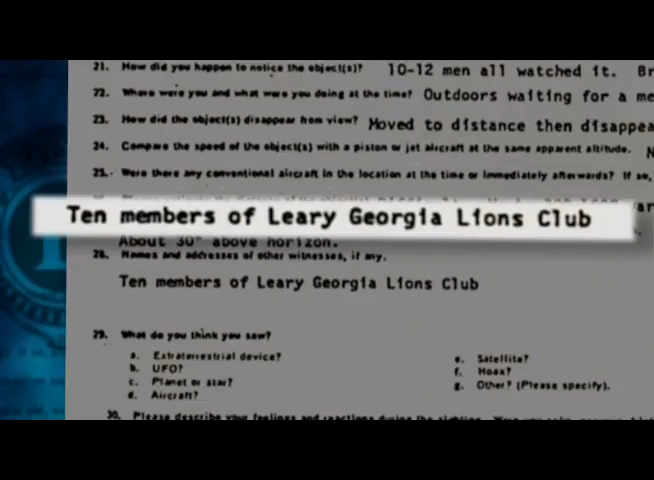 21. How did you happen to notice the object(s)? 10-12 men all watched it. Br
22. Where were you and what were you doing at the time? Outdoors waiting for a me
23. How did the object(s) disappear from view? Moved to distance then disappea
24. Compare the speed of the object(s) with a piston or jet aircraft at the same apparent altitude. N
25. Were there any conventional aircraft in the location at the time or immediately afterwards? If so,
Ten members of Leary Georgia Lions Club
About 30° above horizon.
28. Names and addresses of other witnesses, if any.
Ten members of Leary Georgia Lions Club
29. What do you think you saw?
a. Extraterrestrial device?
b. UFO?
c. Planet or star?
d. Aircraft?
e. Satellite?
f. Hoax?
g. Other? (Please specify).
30. Please describe your feelings and reactions during the sighting.